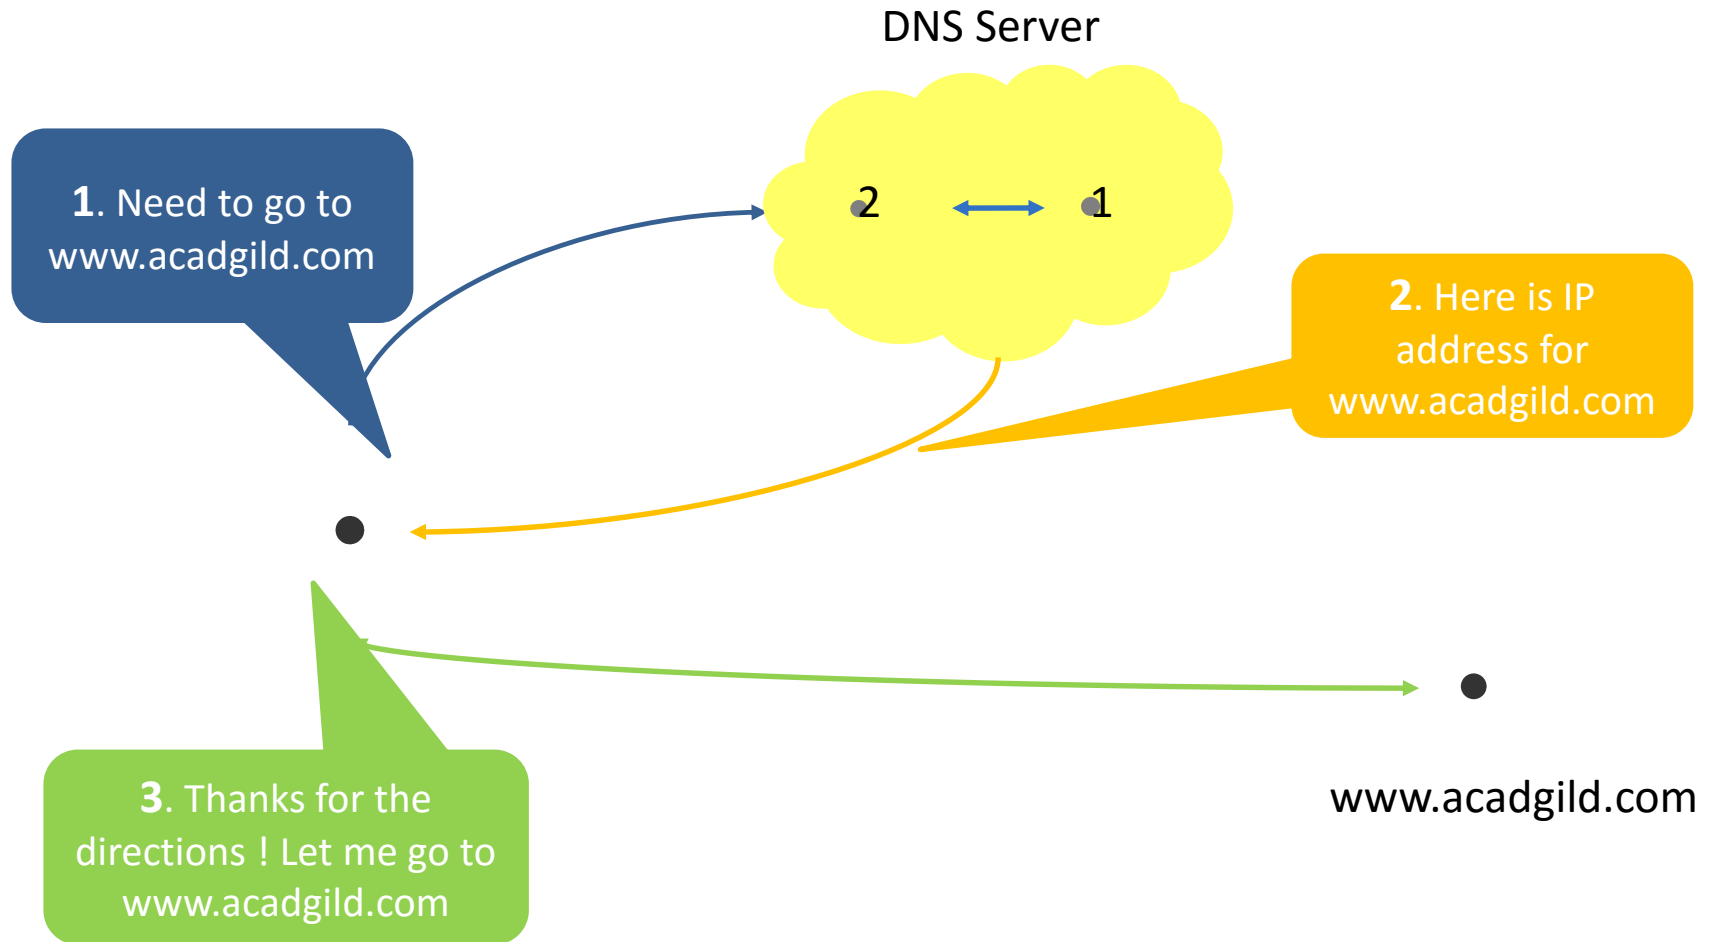 DNS Server
1. Need to go to
www.acadgild.com
2
1
2. Here is IP
address for
www.acadgild.com
3. Thanks for the
directions ! Let me go to
www.acadgild.com
www.acadgild.com